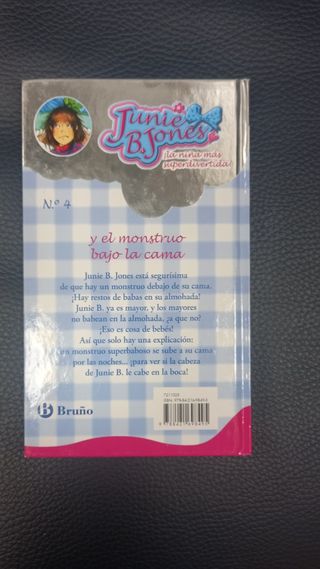 Junie
B. Jones
¡la niña más
superdivertida!
N.º 4
y el monstruo
bajo la cama
Junie B. Jones está segurísima
de que hay un monstruo debajo de su cama.
¡Hay restos de babas en su almohada!
Junie B. ya es mayor, y los mayores
no babean en la almohada, ¿a que no?
¡Eso es cosa de bebés!
Así que solo hay una explicación:
un monstruo superbaboso se sube a su cama
por las noches... ¡para ver si la cabeza
de Junie B. le cabe en la boca!
Bruño